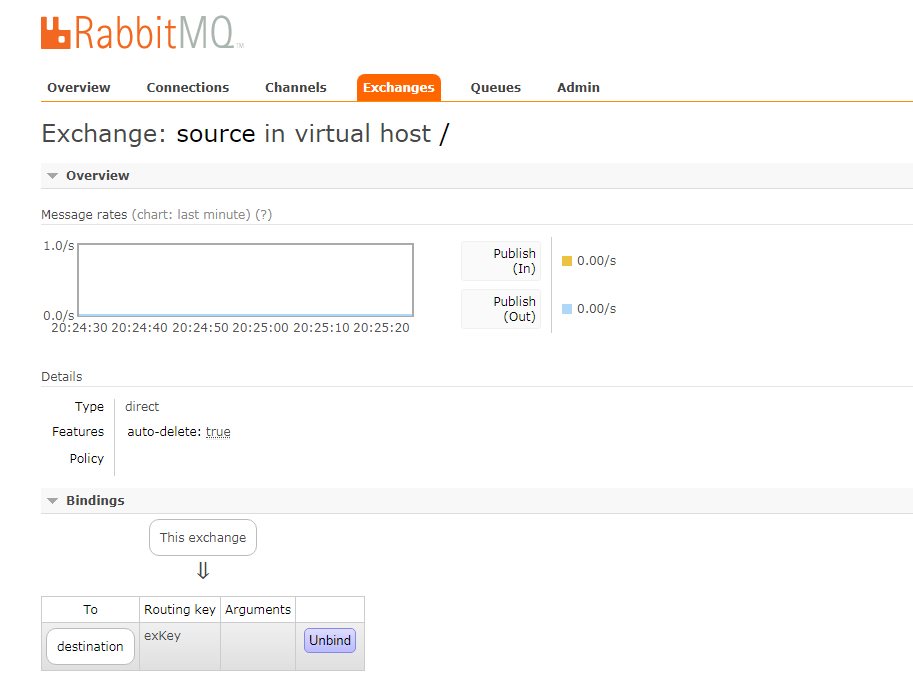 RabbitMQ™
Overview Connections Channels Exchanges Queues Admin
Exchange: source in virtual host /
Overview
Message rates (chart: last minute) (?)
1.0/s
0.0/s
20:24:30 20:24:40 20:24:50 20:25:00 20:25:10 20:25:20
Publish
(In)
0.00/s
Publish
(Out)
0.00/s
Details
Type direct
Features auto-delete: true
Policy
Bindings
This exchange
⇓
To Routing key Arguments
destination exKey Unbind